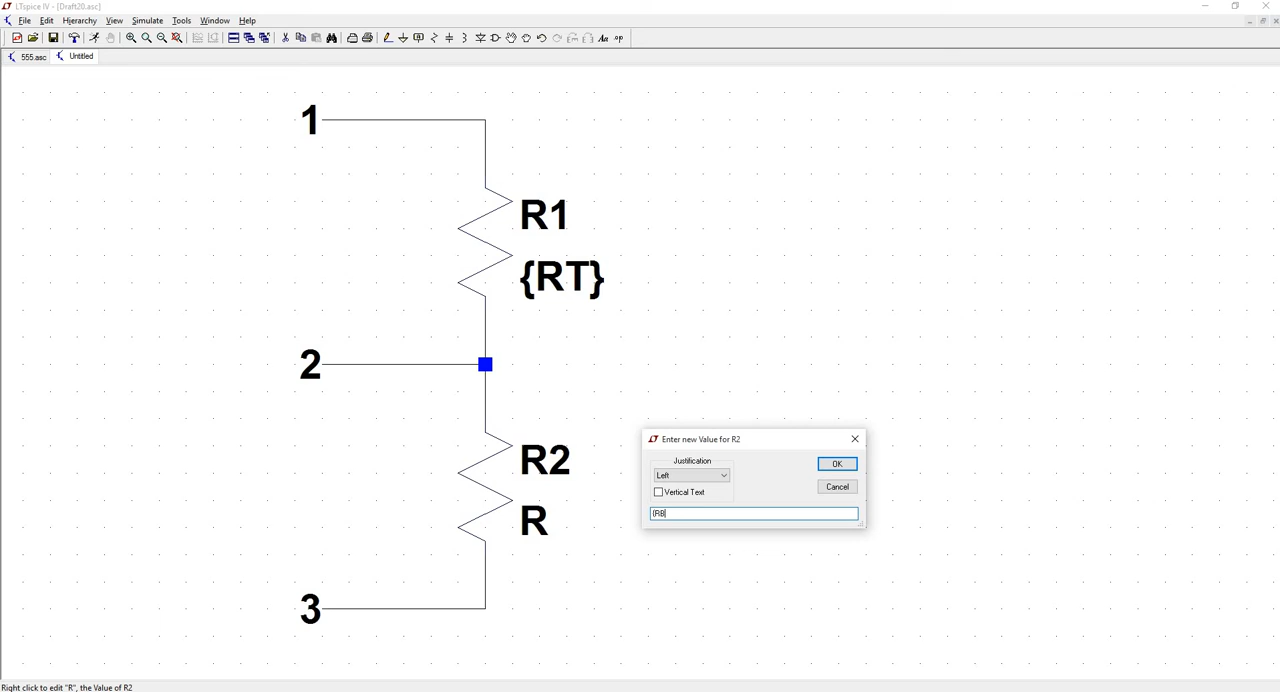 LTspice IV - [Draft20.asc]
File Edit Hierarchy View Simulate Tools Window Help
Aa .op
555.asc Untitled
1
R1
{RT}
2
Enter new Value for R2
Justification
Left
OK
Vertical Text
Cancel
{RB
R2
R
3
Right click to edit "R", the Value of R2